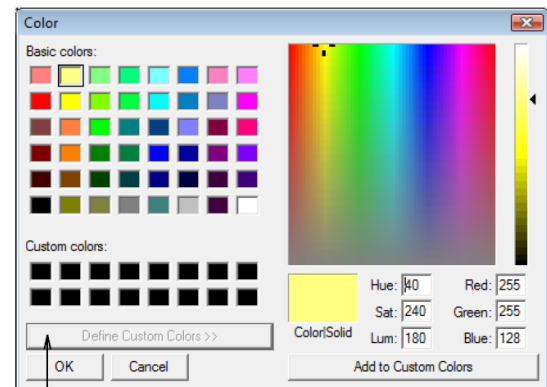 Color
Basic colors:
Custom colors:
Define Custom Colors >>
OK
Cancel
Color|Solid
Hue: 40
Sat: 240
Lum: 180
Red: 255
Green: 255
Blue: 128
Add to Custom Colors